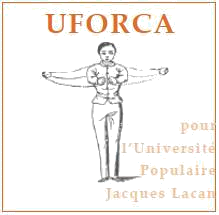 UFORCA
pour
l'Université
Populaire
Jacques Lacan